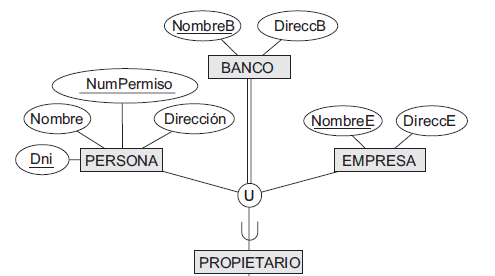 NombreB
DireccB
BANCO
NumPermiso
Nombre
Dirección
NombreE
DireccE
Dni
PERSONA
EMPRESA
U
PROPIETARIO